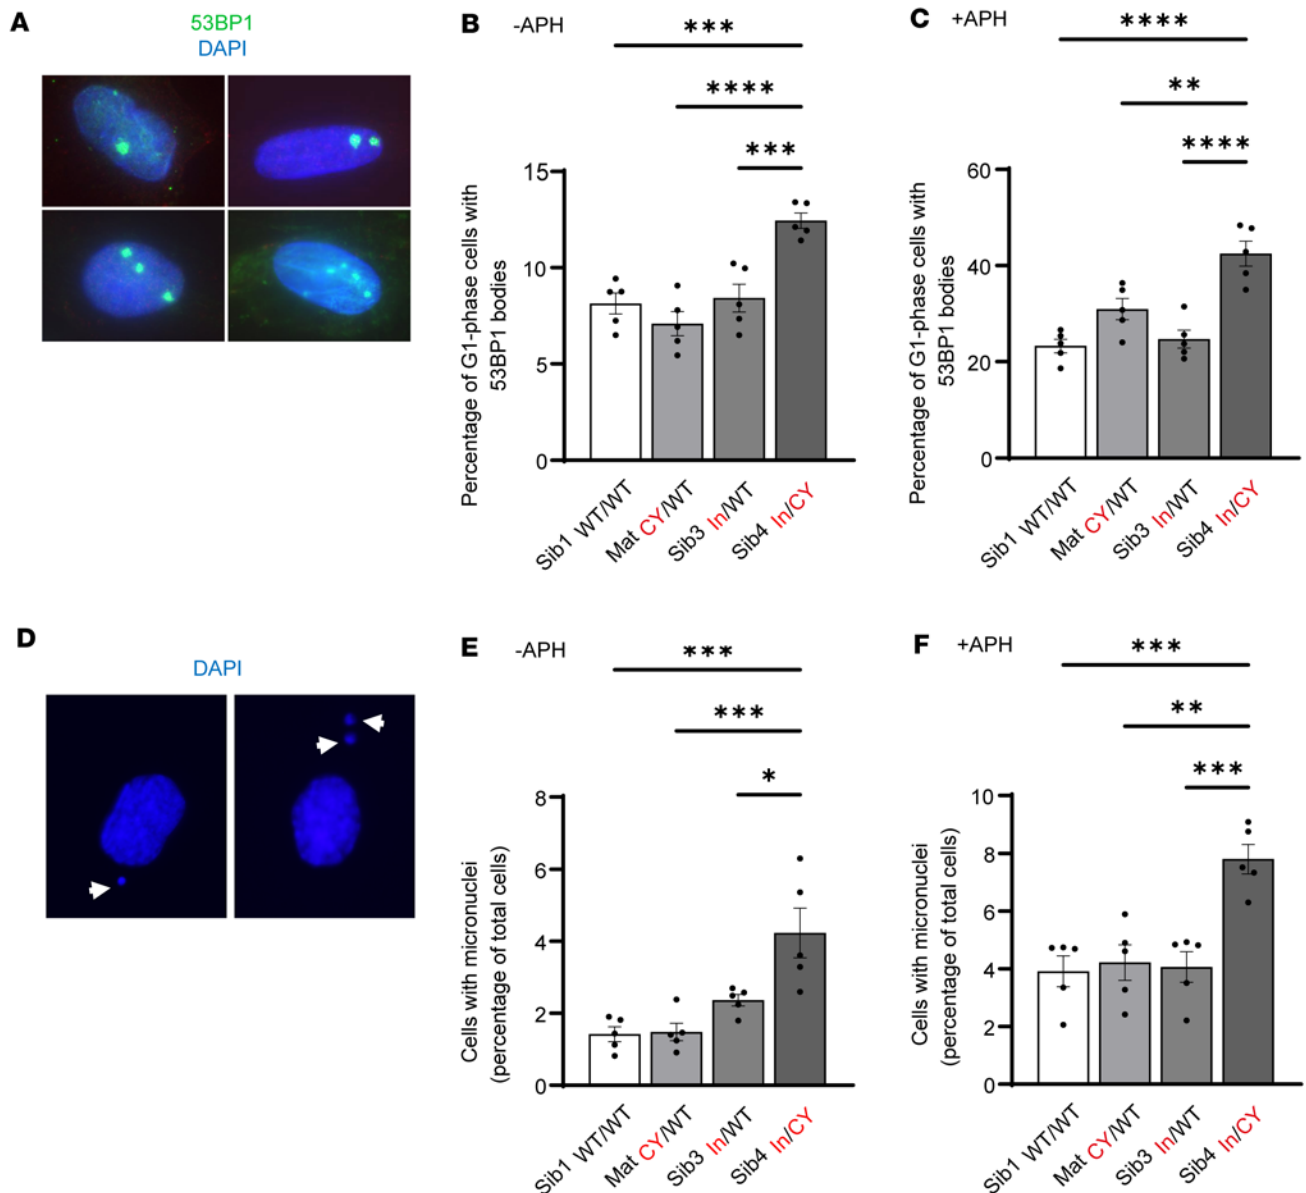 A
53BP1
DAPI
B
-APH
***
****
***
15
10
5
0
Percentage of G1-phase cells with
53BP1 bodies
Sib1 WT/WT
Mat CY/WT
Sib3 In/WT
Sib4 In/CY
C
+APH
****
**
****
60
40
20
0
Percentage of G1-phase cells with
53BP1 bodies
Sib1 WT/WT
Mat CY/WT
Sib3 In/WT
Sib4 In/CY
D
DAPI
E
-APH
***
***
*
8
6
4
2
0
Cells with micronuclei
(percentage of total cells)
Sib1 WT/WT
Mat CY/WT
Sib3 In/WT
Sib4 In/CY
F
+APH
***
**
***
10
8
6
4
2
0
Cells with micronuclei
(percentage of total cells)
Sib1 WT/WT
Mat CY/WT
Sib3 In/WT
Sib4 In/CY